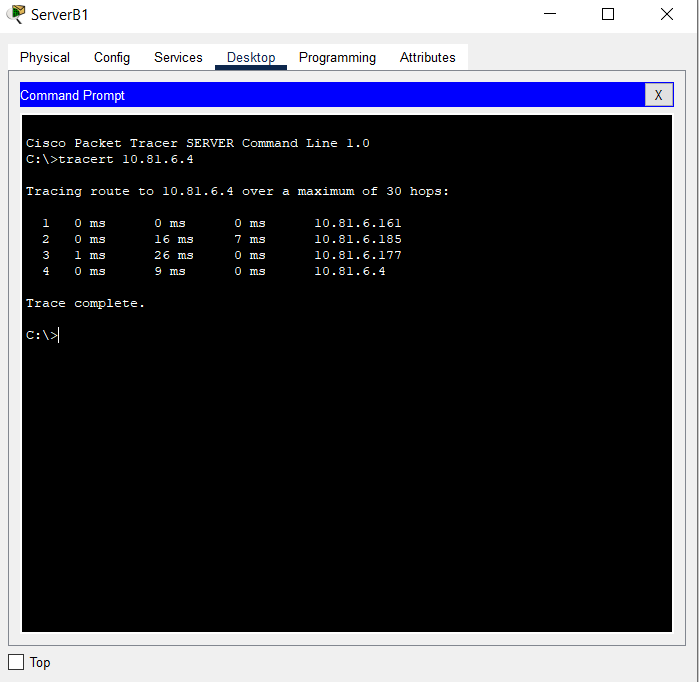 ServerB1
Physical Config Services Desktop Programming Attributes
Command Prompt X
Cisco Packet Tracer SERVER Command Line 1.0
C:\>tracert 10.81.6.4
Tracing route to 10.81.6.4 over a maximum of 30 hops:
1 0 ms 0 ms 0 ms 10.81.6.161
2 0 ms 16 ms 7 ms 10.81.6.185
3 1 ms 26 ms 0 ms 10.81.6.177
4 0 ms 9 ms 0 ms 10.81.6.4
Trace complete.
C:\>
Top